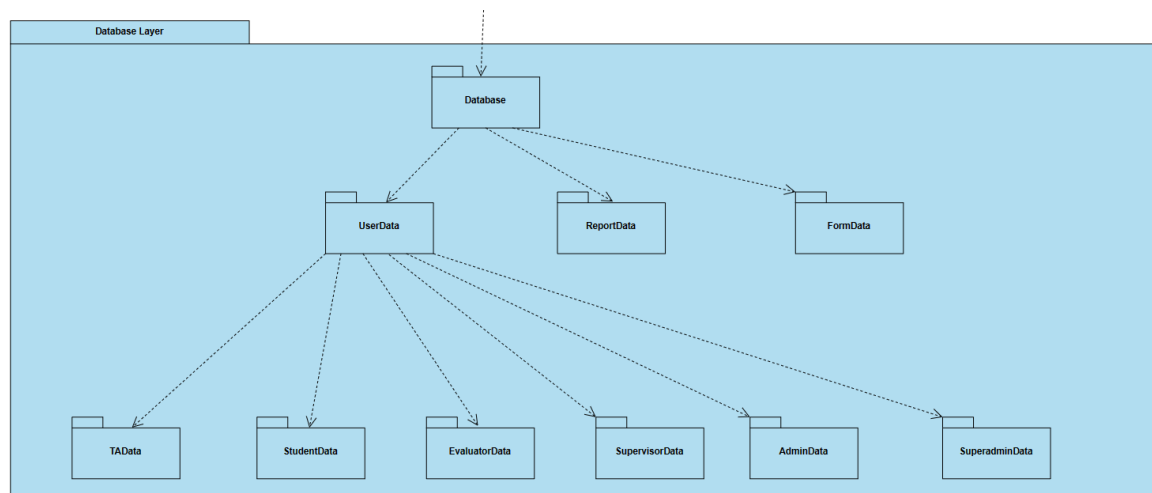 Database Layer
Database
UserData
ReportData
FormData
TAData
StudentData
EvaluatorData
SupervisorData
AdminData
SuperadminData